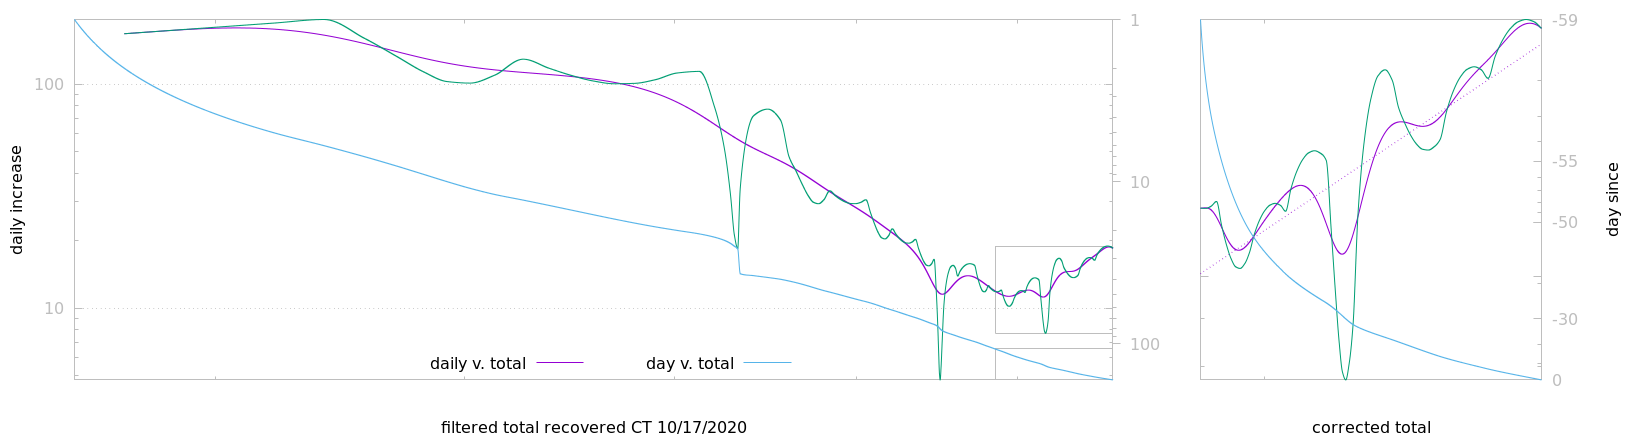 1
-59
100
10
-55
-50
10
-30
100
0
daily increase
day since
daily v. total
day v. total
filtered total recovered CT 10/17/2020
corrected total